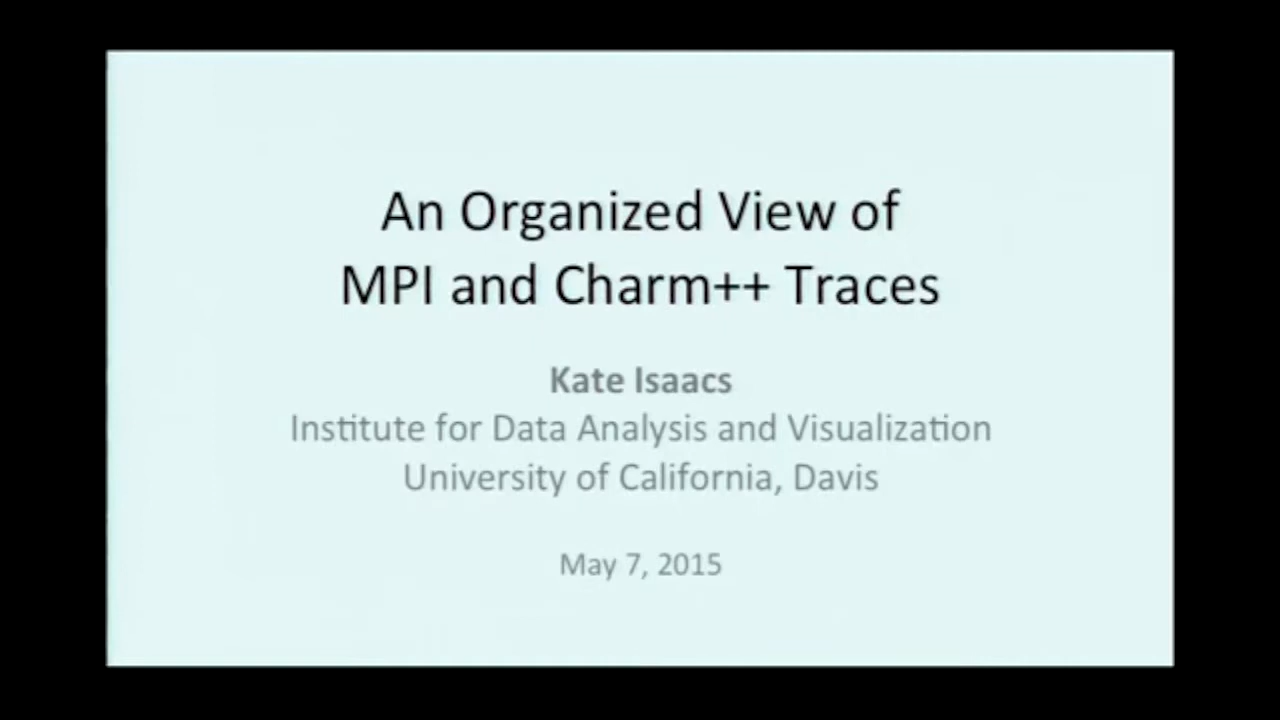 An Organized View of
MPI and Charm++ Traces
Kate Isaacs
Institute for Data Analysis and Visualization
University of California, Davis
May 7, 2015